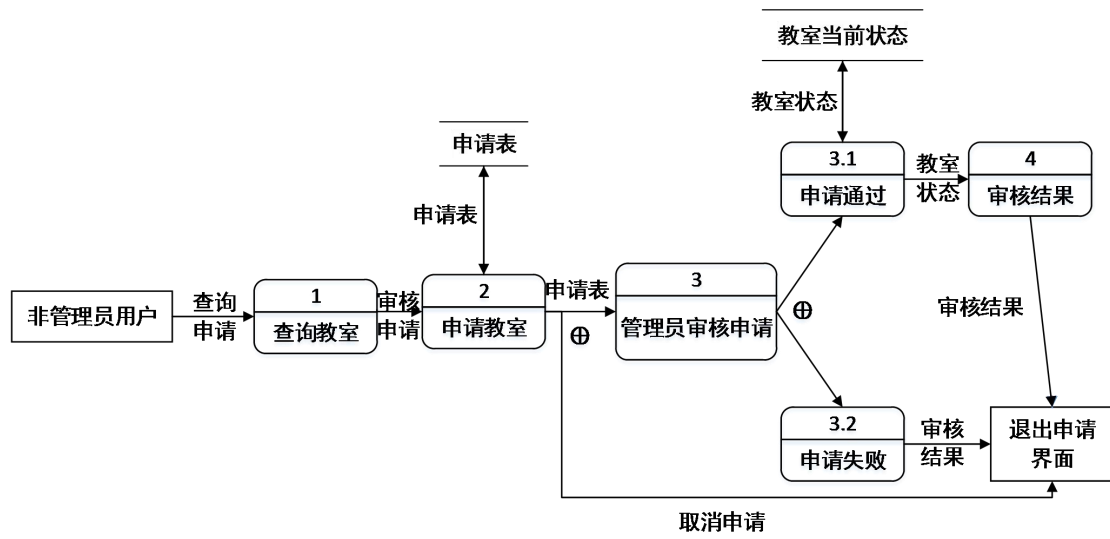 教室当前状态
教室状态
申请表
3.1
申请通过
教室
状态
4
审核结果
申请表
非管理员用户
查询
申请
1
查询教室
审核
申请
2
申请教室
申请表
⊕
3
管理员审核申请
⊕
审核结果
3.2
申请失败
审核
结果
退出申请
界面
取消申请